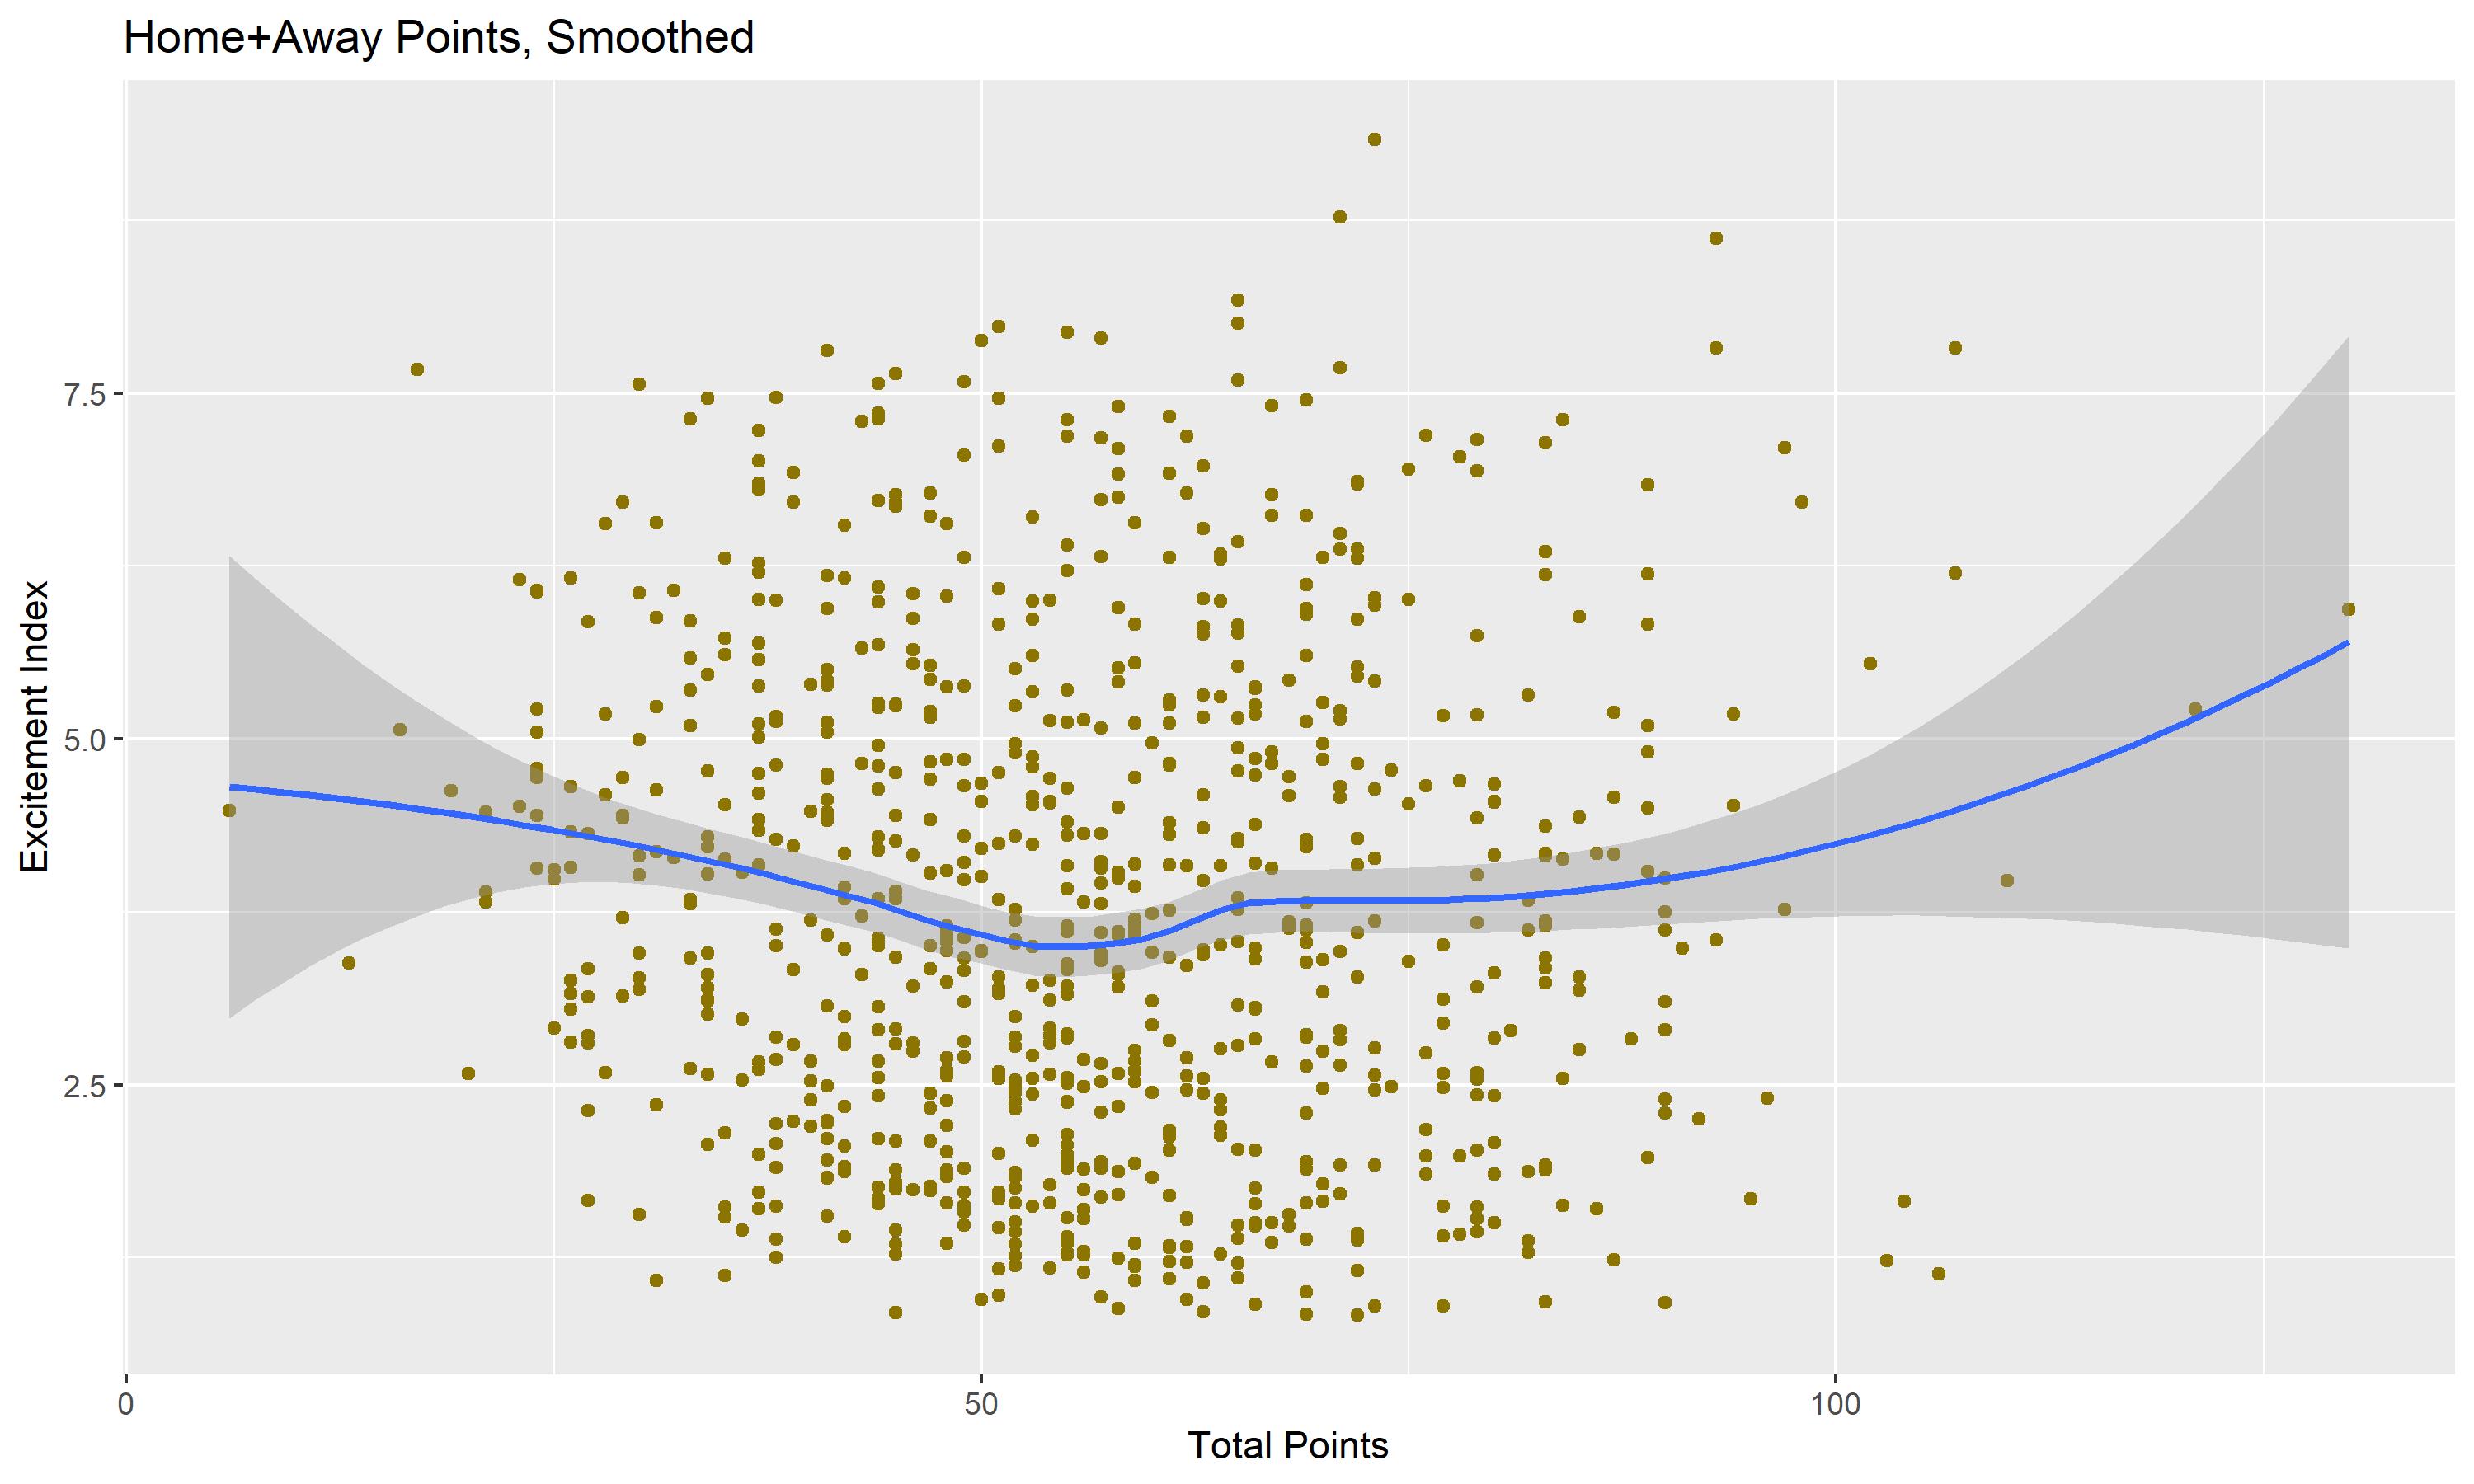 Home+Away Points, Smoothed
Excitement Index
7.5
5.0
2.5
0
50
100
Total Points